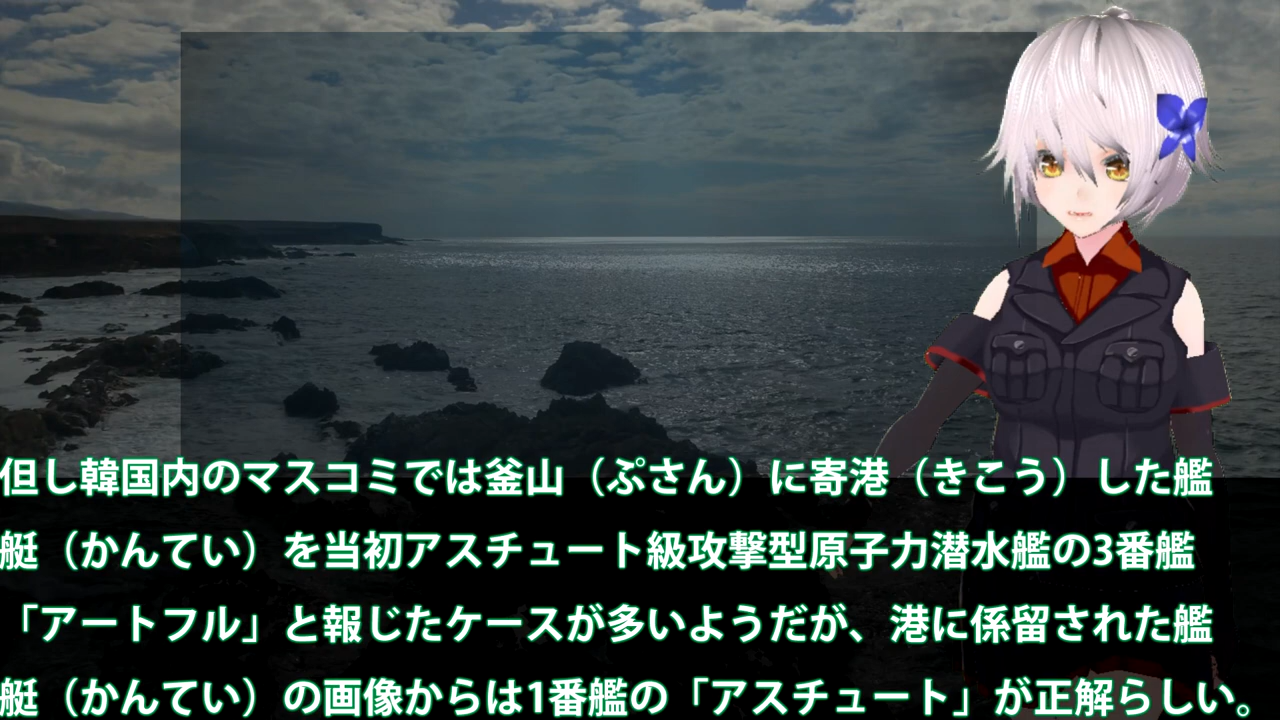 但し韓国内のマスコミでは釜山（ぷさん）に寄港（きこう）した艦
艇（かんてい）を当初アスチュート級攻撃型原子力潜水艦の3番艦
「アートフル」と報じたケースが多いようだが、港に係留された艦
艇（かんてい）の画像からは1番艦の「アスチュート」が正解らしい。